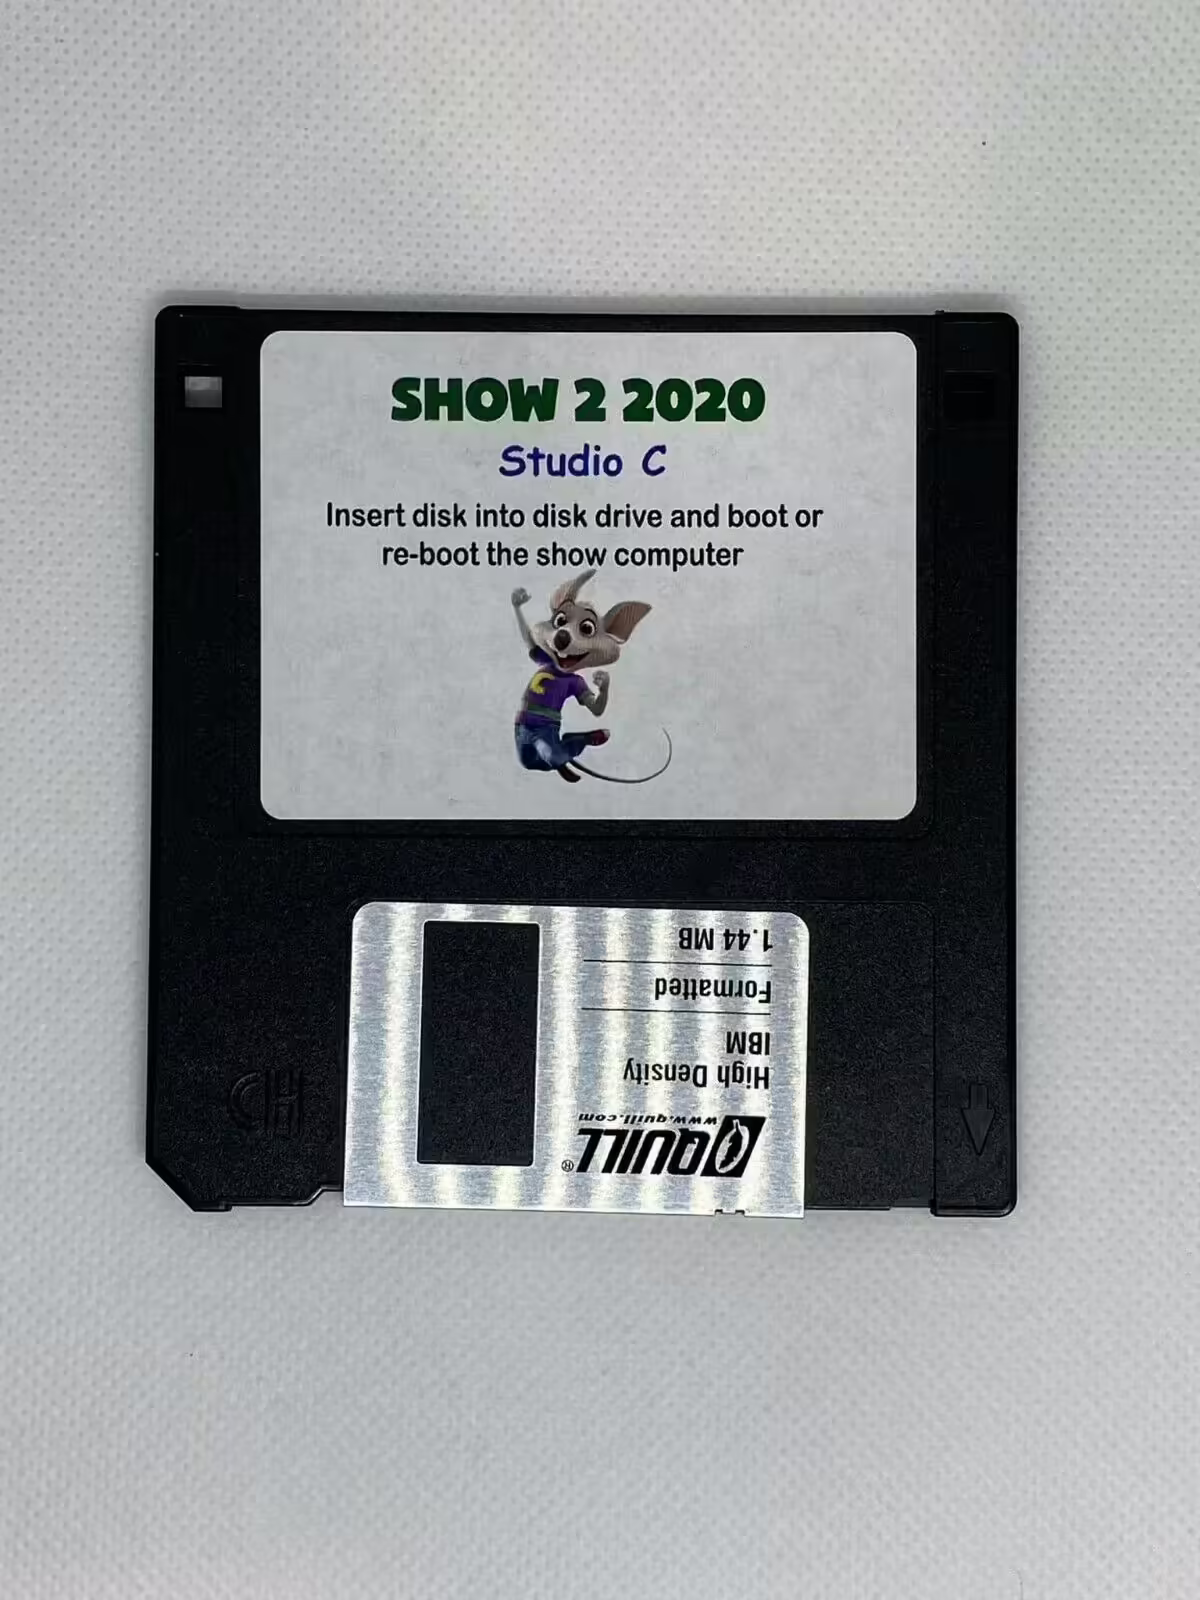 SHOW 2 2020
Studio C
Insert disk into disk drive and boot or
re-boot the show computer
1.44 MB
Formatted
IBM
High Density
www.quill.com
QUILL®
HD